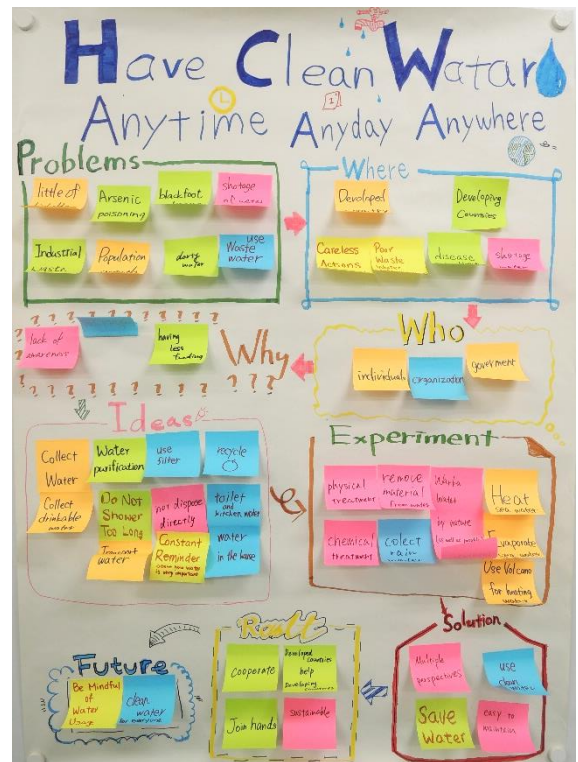 Have Clean Watar
Anytime Anyday Anywhere
1
Problems
little of
Arsenic
poisoning
blackfoot
shotage
Industrial
Population
dirty
water
use
Waste
water
Where
Developed
Developing
Countries
Careless
Actions
Poor
Waste
disease
Who
individuals
organization
goverment
Why
lack of
having
less
funding
? ? ? ? ? ? ? ? ? ?
Ideas
Collect
Water
Water
purification
use
filter
recycle
Collect
drinkable
Do Not
Shower
Too Long
not dispose
directly
toilet
and
kitchen water
Transport
water
Constant
Reminder
water
in the home
Experiment
physical
treatment
remove
material
from water
water
by nature
Heat
sea water
chemical
treatment
colect
rain
Evaporate
Use Volcano
for heating
Solution
Multiple
perspectives
use
clean
Save
Water
easy to
maintain
Result
cooperate
Developed countries
help
Developing
Join hands
sustainable
Future
Be Mindful
of
Water
Usage
clean
water
for everyone